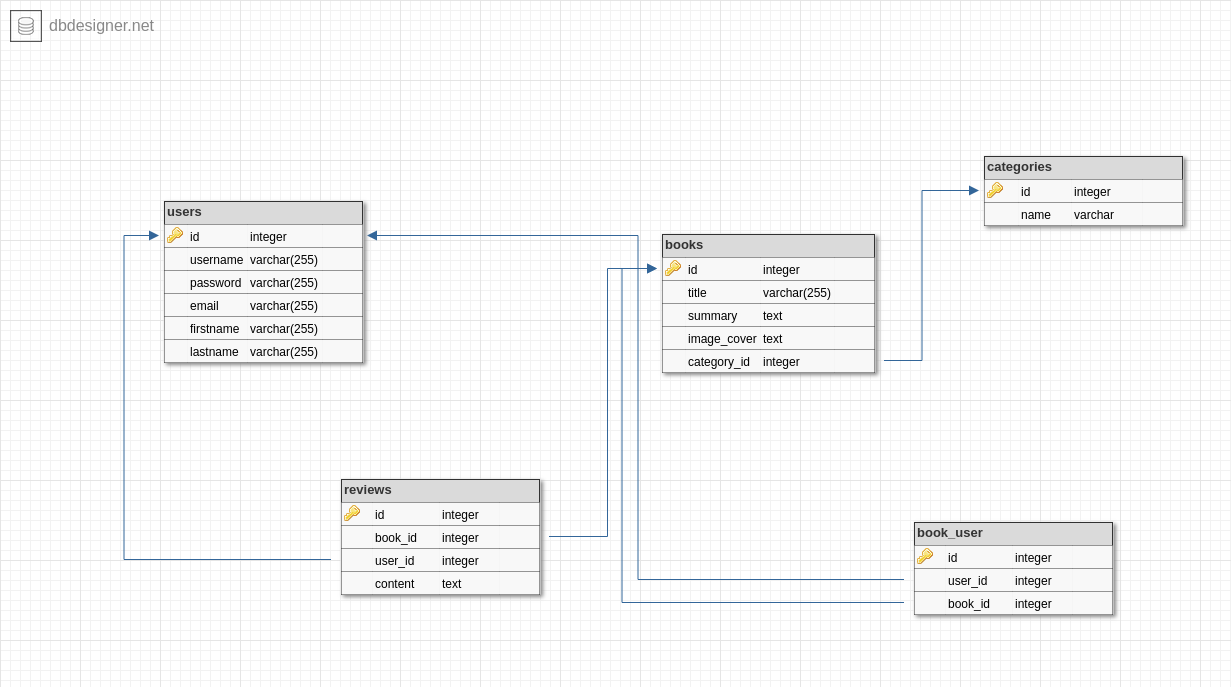 dbdesigner.net
categories
id integer
name varchar
users
id integer
username varchar(255)
password varchar(255)
email varchar(255)
firstname varchar(255)
lastname varchar(255)
books
id integer
title varchar(255)
summary text
image_cover text
category_id integer
reviews
id integer
book_id integer
user_id integer
content text
book_user
id integer
user_id integer
book_id integer